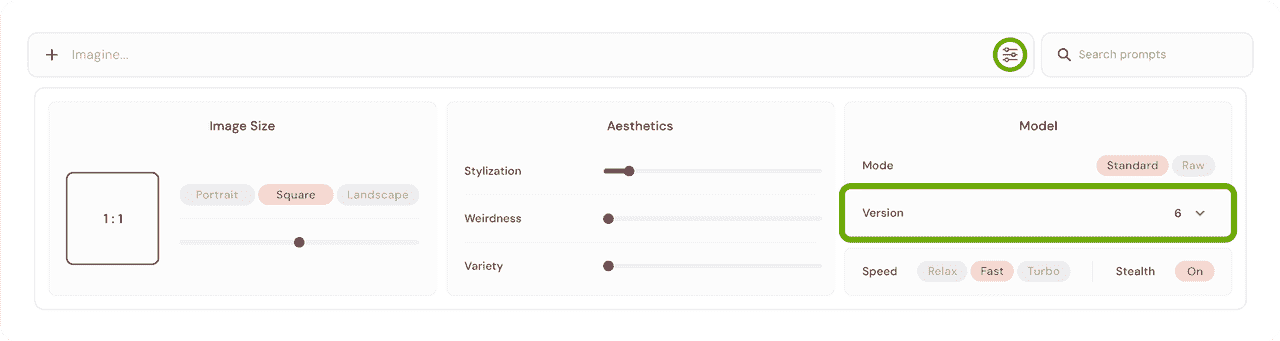 Imagine...
Search prompts
Image Size
1 : 1
Portrait Square Landscape
Aesthetics
Stylization
Weirdness
Variety
Model
Mode Standard Raw
Version 6
Speed Relax Fast Turbo Stealth On